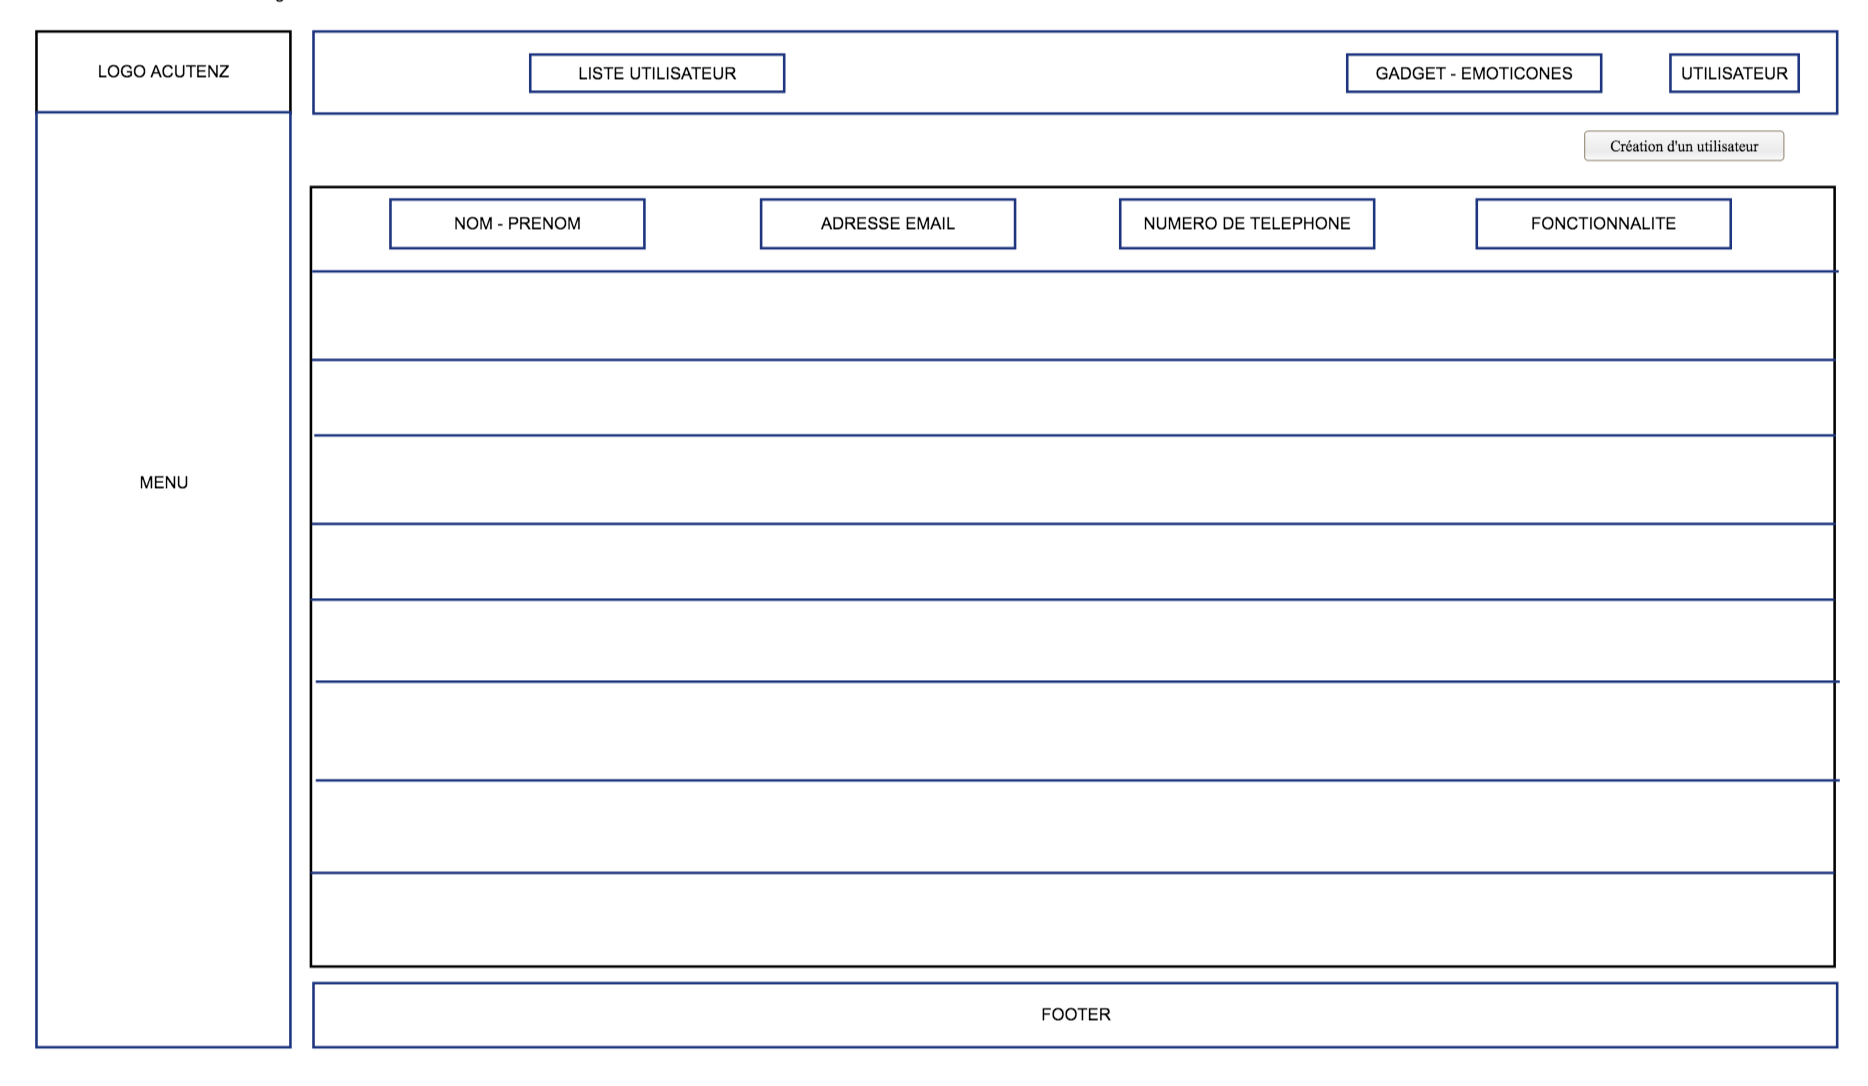 LOGO ACUTENZ
LISTE UTILISATEUR
GADGET - EMOTICONES
UTILISATEUR
Création d'un utilisateur
NOM - PRENOM
ADRESSE EMAIL
NUMERO DE TELEPHONE
FONCTIONNALITE
MENU
FOOTER